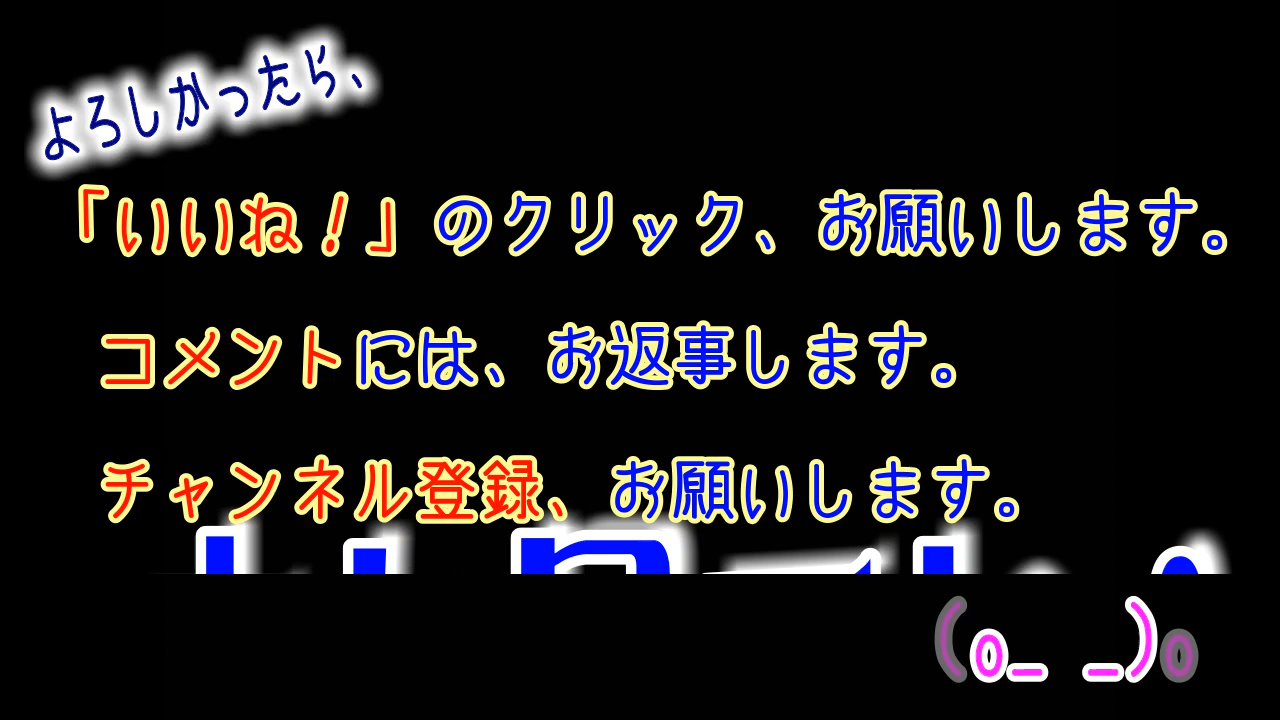 よろしかったら、
「いいね！」のクリック、お願いします。
コメントには、お返事します。
チャンネル登録、お願いします。
(o_ _)o